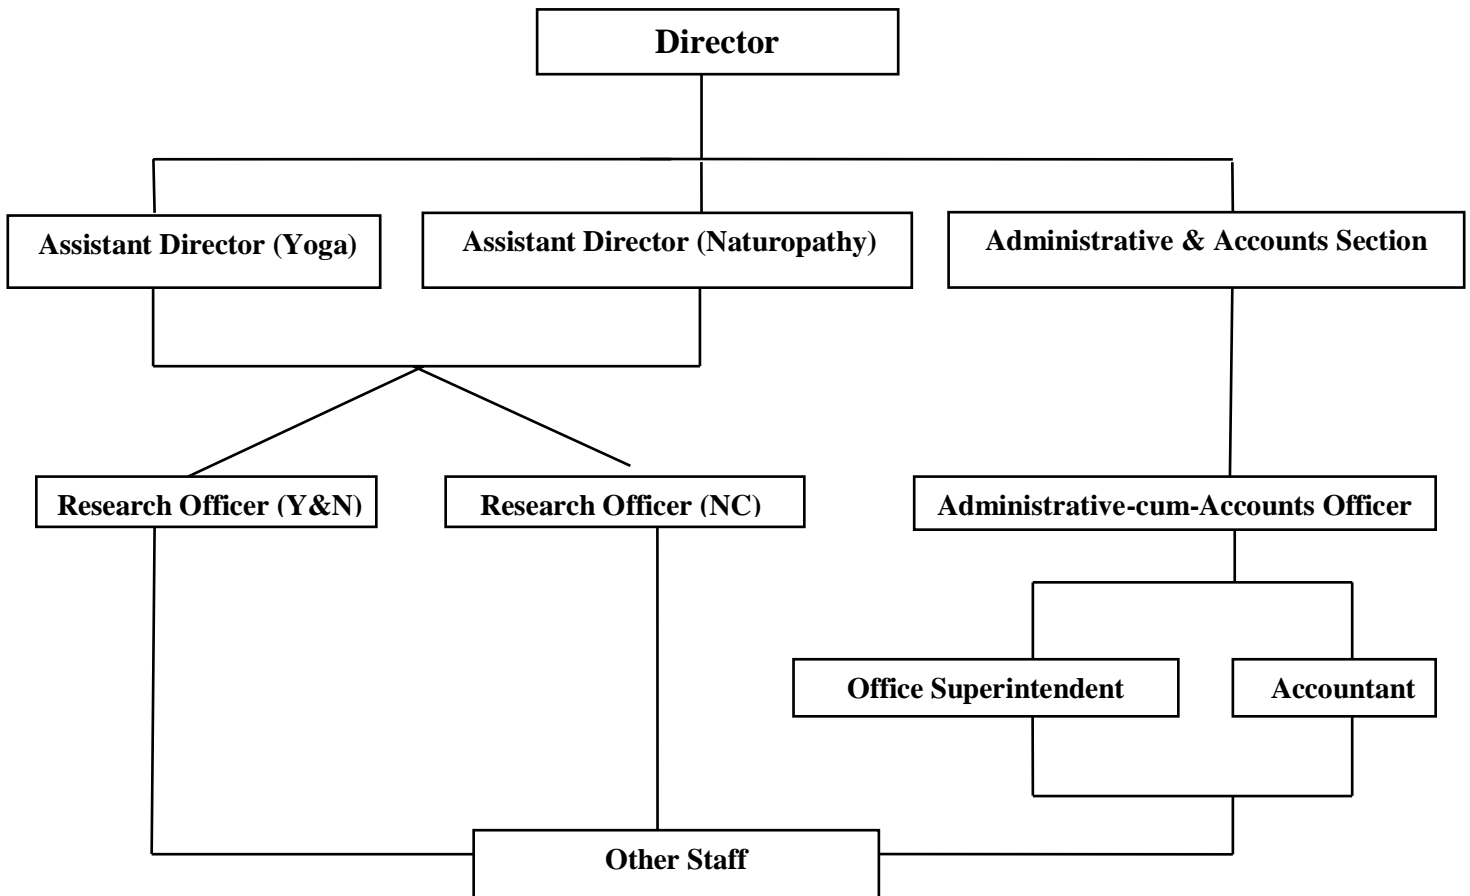 Director
Assistant Director (Yoga)
Assistant Director (Naturopathy)
Administrative & Accounts Section
Research Officer (Y&N)
Research Officer (NC)
Administrative-cum-Accounts Officer
Office Superintendent
Accountant
Other Staff